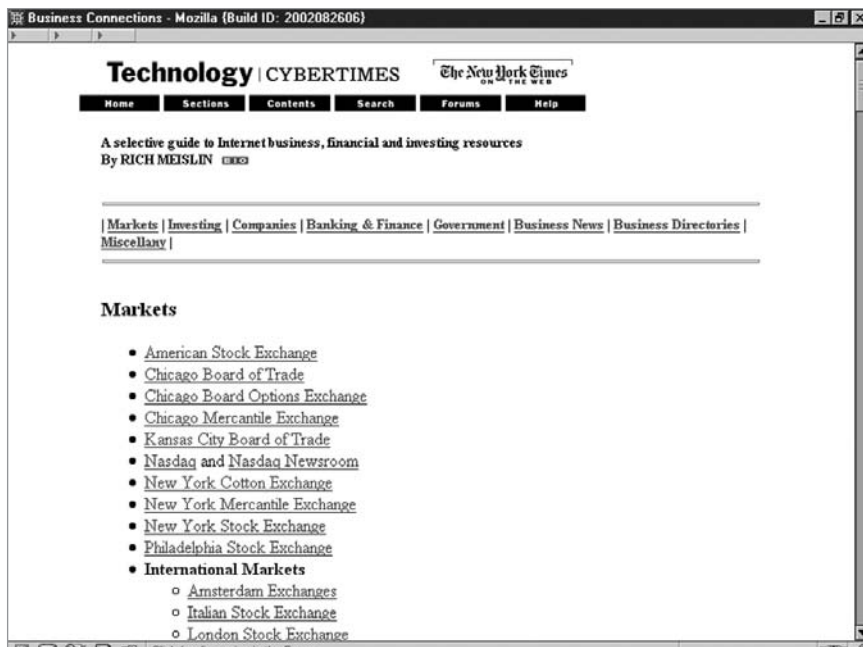 Business Connections - Mozilla {Build ID: 2002082606}
Technology | CYBERTIMES The New York Times
ON THE WEB
Home Sections Contents Search Forums Help
A selective guide to Internet business, financial and investing resources
By RICH MEISLIN BIO
| Markets | Investing | Companies | Banking & Finance | Government | Business News | Business Directories |
Miscellany |
Markets
American Stock Exchange
Chicago Board of Trade
Chicago Board Options Exchange
Chicago Mercantile Exchange
Kansas City Board of Trade
Nasdaq and Nasdaq Newsroom
New York Cotton Exchange
New York Mercantile Exchange
New York Stock Exchange
Philadelphia Stock Exchange
International Markets
Amsterdam Exchanges
Italian Stock Exchange
London Stock Exchange